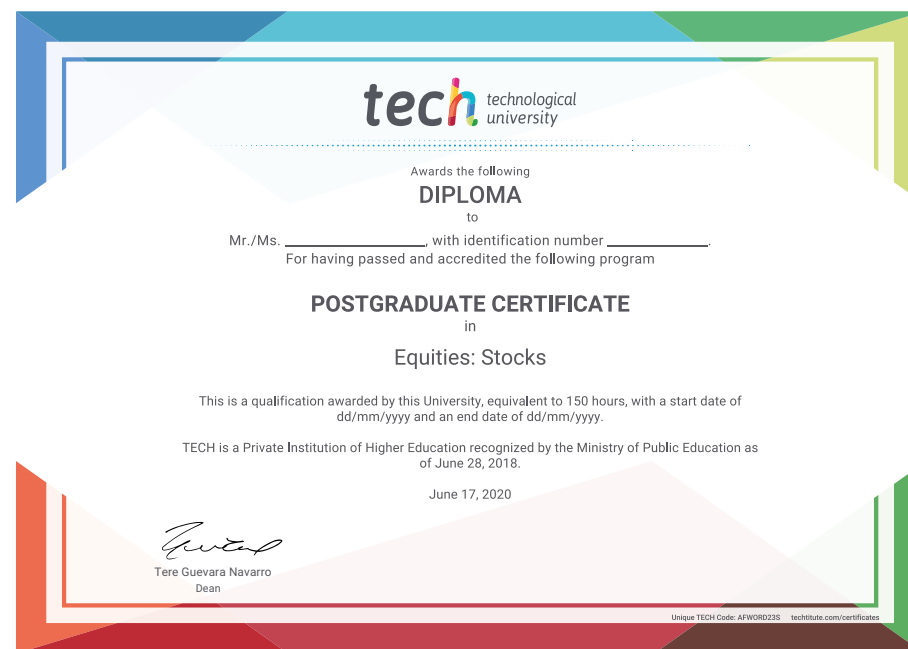 tech technological
university
Awards the following
DIPLOMA
to
Mr./Ms. ____________________, with identification number ______________.
For having passed and accredited the following program
POSTGRADUATE CERTIFICATE
in
Equities: Stocks
This is a qualification awarded by this University, equivalent to 150 hours, with a start date of
dd/mm/yyyy and an end date of dd/mm/yyyy.
TECH is a Private Institution of Higher Education recognized by the Ministry of Public Education as
of June 28, 2018.
June 17, 2020
Tere Guevara Navarro
Dean
Unique TECH Code: AFWORD23S techtitute.com/certificates